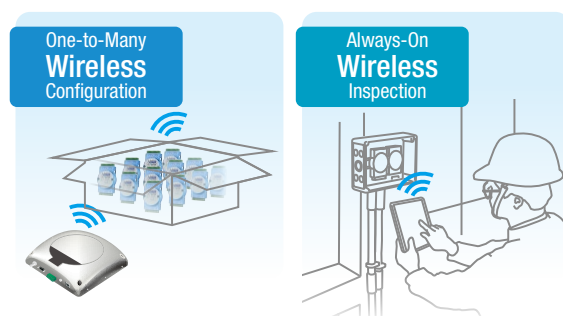 One-to-Many
Wireless
Configuration
Always-On
Wireless
Inspection